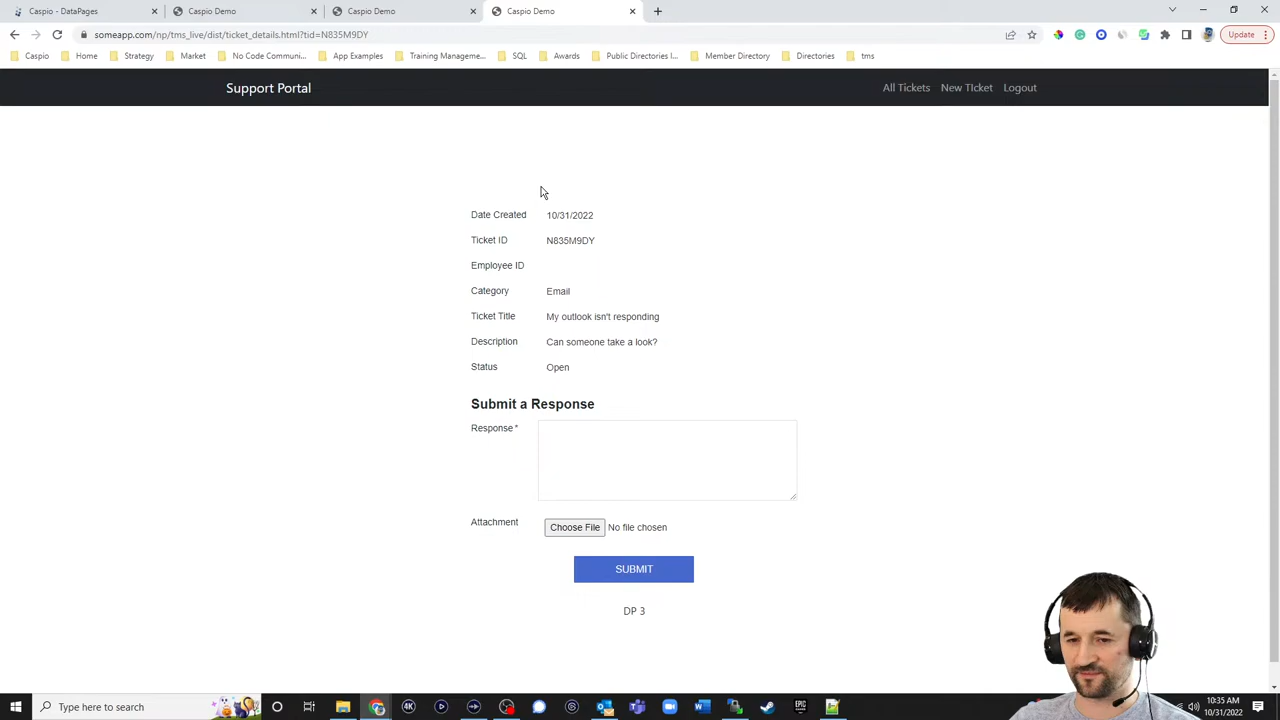 Caspio - DataPages
Caspio Demo
Caspio Demo
Caspio Demo
someapp.com/np/tms_live/dist/ticket_details.html?tid=N835M9DY
Update
Caspio
Home
Strategy
Market
No Code Communi...
App Examples
Training Manageme...
SQL
Awards
Public Directories I...
Member Directory
Directories
tms
Support Portal
All Tickets
New TIcket
Logout
Date Created 10/31/2022
Ticket ID N835M9DY
Employee ID
Category Email
Ticket Title My outlook isn't responding
Description Can someone take a look?
Status Open
Submit a Response
Response*
Attachment Choose File No file chosen
SUBMIT
DP 3
Type here to search
4K
EPIC GAMES
10:35 AM
10/31/2022